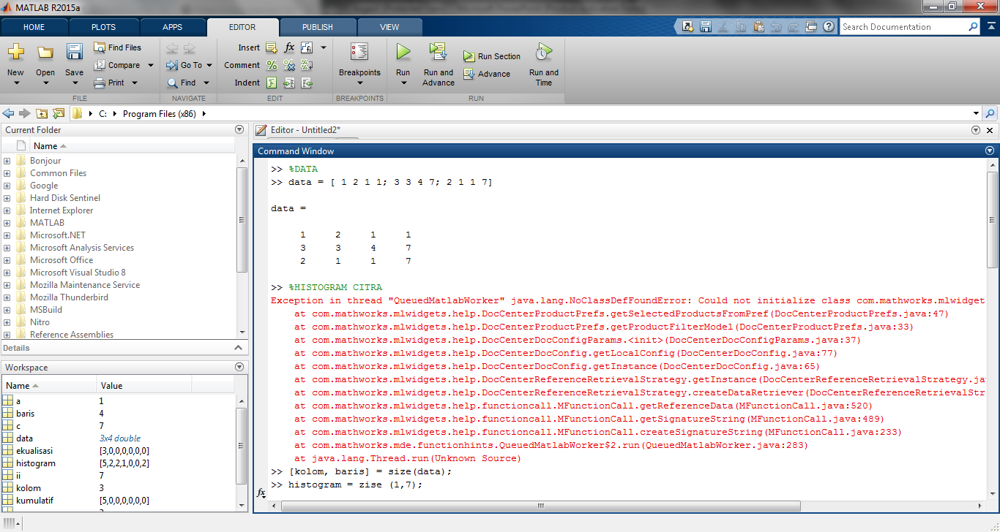 MATLAB R2015a
HOME PLOTS APPS EDITOR PUBLISH VIEW
Search Documentation
New Open Save
Find Files
Compare
Print
FILE
Go To
Find
NAVIGATE
Insert
Comment
Indent
EDIT
Breakpoints
BREAKPOINTS
Run
Run and
Advance
Run Section
Advance
Run and
Time
RUN
C: Program Files (x86)
Current Folder
Name
Bonjour
Common Files
Google
Hard Disk Sentinel
Internet Explorer
MATLAB
Microsoft.NET
Microsoft Analysis Services
Microsoft Office
Microsoft Visual Studio 8
Mozilla Maintenance Service
Mozilla Thunderbird
MSBuild
Nitro
Reference Assemblies
Details
Workspace
Name Value
a 1
baris 4
c 7
data 3x4 double
ekualisasi [3,0,0,0,0,0,0]
histogram [5,2,2,1,0,0,2]
ii 7
kolom 3
kumulatif [5,0,0,0,0,0,0]
Editor - Untitled2*
Command Window
>> %DATA
>> data = [ 1 2 1 1; 3 3 4 7; 2 1 1 7]
data =
1 2 1 1
3 3 4 7
2 1 1 7
>> %HISTOGRAM CITRA
Exception in thread "QueuedMatlabWorker" java.lang.NoClassDefFoundError: Could not initialize class com.mathworks.mlwidget
at com.mathworks.mlwidgets.help.DocCenterProductPrefs.getSelectedProductsFromPref(DocCenterProductPrefs.java:47)
at com.mathworks.mlwidgets.help.DocCenterProductPrefs.getProductFilterModel(DocCenterProductPrefs.java:33)
at com.mathworks.mlwidgets.help.DocCenterDocConfigParams.<init>(DocCenterDocConfigParams.java:37)
at com.mathworks.mlwidgets.help.DocCenterDocConfig.getLocalConfig(DocCenterDocConfig.java:77)
at com.mathworks.mlwidgets.help.DocCenterDocConfig.getInstance(DocCenterDocConfig.java:65)
at com.mathworks.mlwidgets.help.DocCenterReferenceRetrievalStrategy.getInstance(DocCenterReferenceRetrievalStrategy.ja
at com.mathworks.mlwidgets.help.DocCenterReferenceRetrievalStrategy.createDataRetriever(DocCenterReferenceRetrievalStr
at com.mathworks.mlwidgets.help.functioncall.MFunctionCall.getReferenceData(MFunctionCall.java:520)
at com.mathworks.mlwidgets.help.functioncall.MFunctionCall.getSignatureString(MFunctionCall.java:489)
at com.mathworks.mlwidgets.help.functioncall.MFunctionCall.createSignatureString(MFunctionCall.java:233)
at com.mathworks.mde.functionhints.QueuedMatlabWorker$2.run(QueuedMatlabWorker.java:283)
at java.lang.Thread.run(Unknown Source)
>> [kolom, baris] = size(data);
>> histogram = zise (1,7);
fx